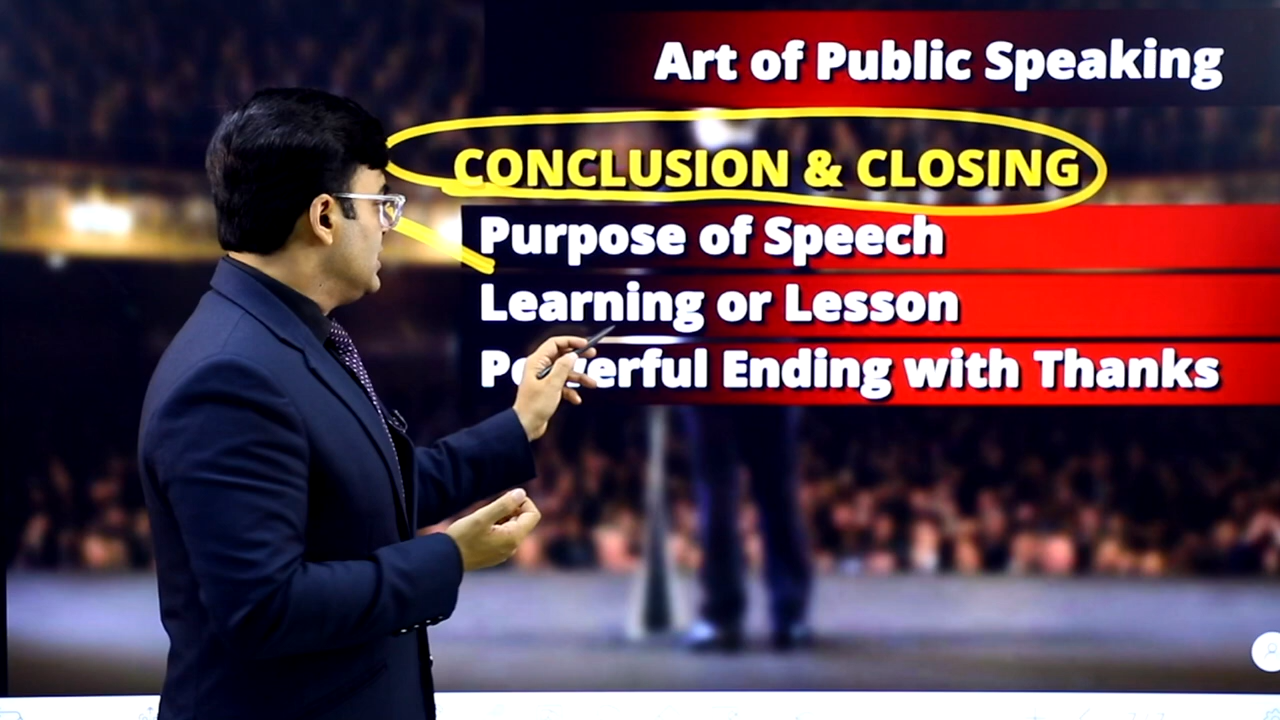 Art of Public Speaking
CONCLUSION & CLOSING
Purpose of Speech
Learning or Lesson
Powerful Ending with Thanks